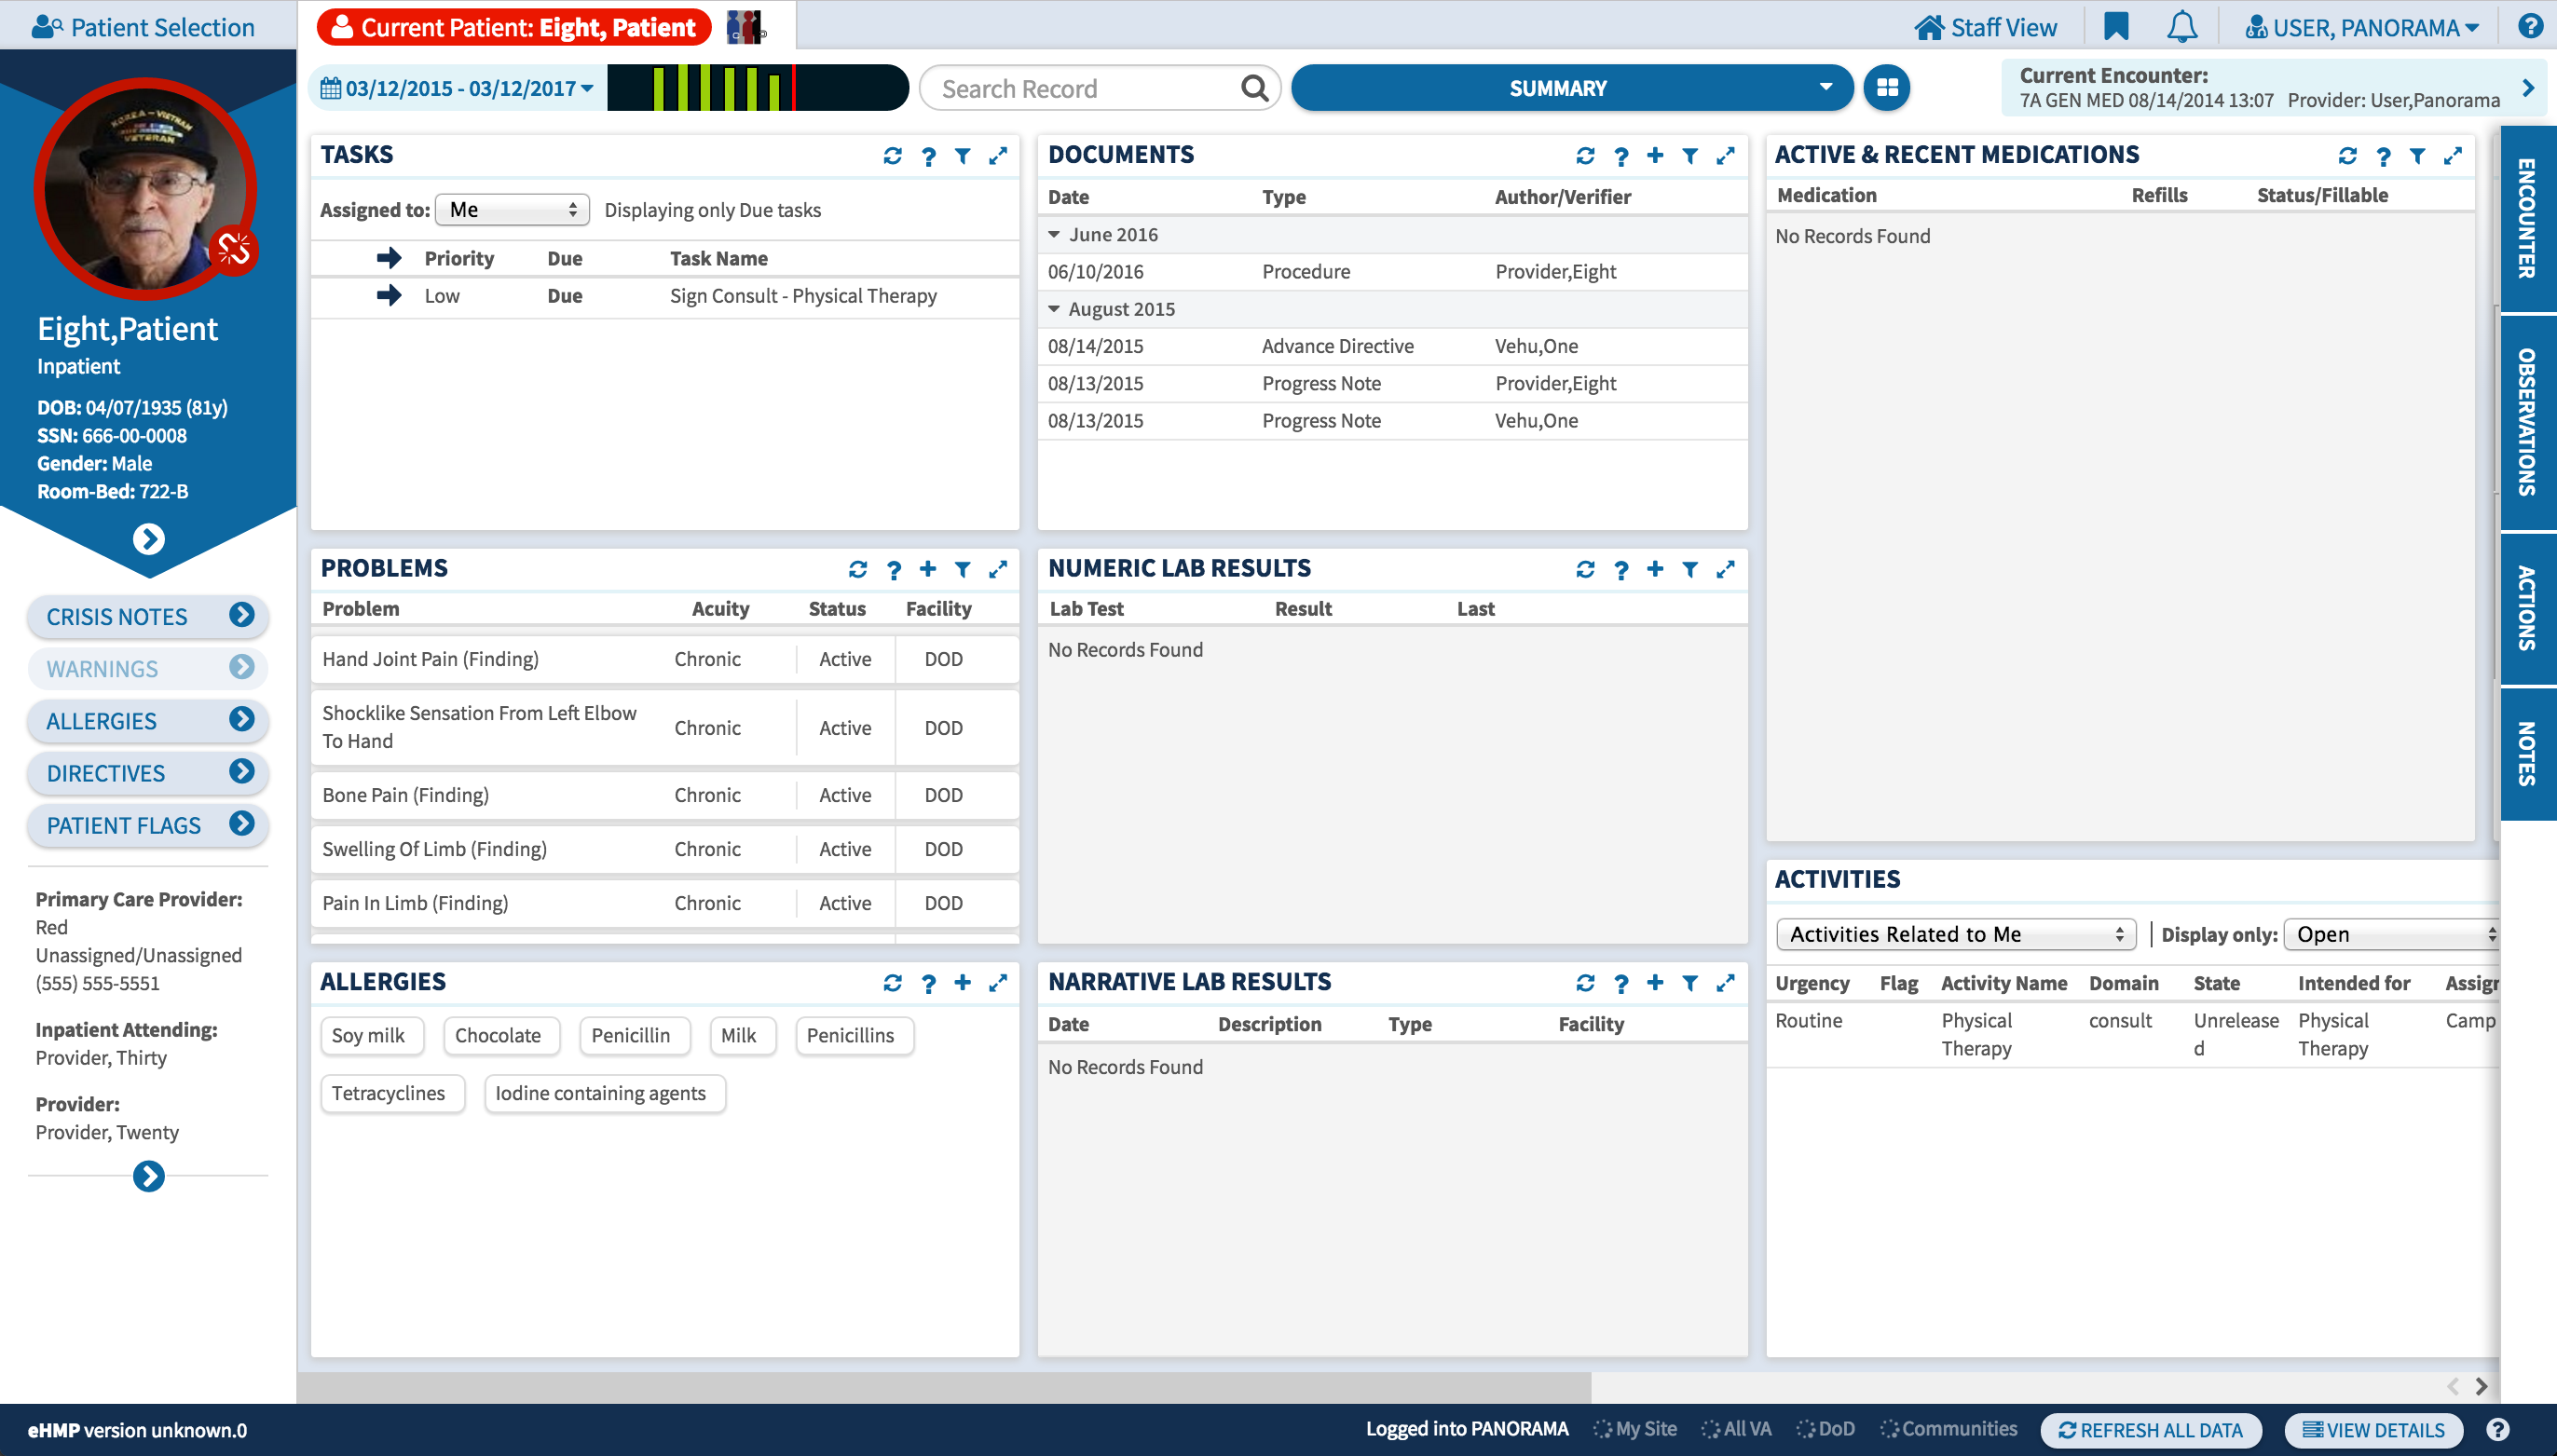 Patient Selection
Current Patient: Eight, Patient
Staff View
USER, PANORAMA
KOREA - VIETNAM
VETERAN
Eight,Patient
Inpatient
DOB: 04/07/1935 (81y)
SSN: 666-00-0008
Gender: Male
Room-Bed: 722-B
CRISIS NOTES
WARNINGS
ALLERGIES
DIRECTIVES
PATIENT FLAGS
Primary Care Provider:
Red
Unassigned/Unassigned
(555) 555-5551
Inpatient Attending:
Provider, Thirty
Provider:
Provider, Twenty
03/12/2015 - 03/12/2017
Search Record
SUMMARY
Current Encounter:
7A GEN MED 08/14/2014 13:07 Provider: User,Panorama
TASKS
Assigned to: Me Displaying only Due tasks
Priority Due Task Name
Low Due Sign Consult - Physical Therapy
DOCUMENTS
Date Type Author/Verifier
June 2016
06/10/2016 Procedure Provider,Eight
August 2015
08/14/2015 Advance Directive Vehu,One
08/13/2015 Progress Note Provider,Eight
08/13/2015 Progress Note Vehu,One
ACTIVE & RECENT MEDICATIONS
Medication Refills Status/Fillable
No Records Found
PROBLEMS
Problem Acuity Status Facility
Hand Joint Pain (Finding) Chronic Active DOD
Shocklike Sensation From Left Elbow
To Hand Chronic Active DOD
Bone Pain (Finding) Chronic Active DOD
Swelling Of Limb (Finding) Chronic Active DOD
Pain In Limb (Finding) Chronic Active DOD
NUMERIC LAB RESULTS
Lab Test Result Last
No Records Found
ACTIVITIES
Activities Related to Me | Display only: Open
Urgency Flag Activity Name Domain State Intended for Assigr
Routine Physical consult Unrelease Physical Camp
Therapy d Therapy
ALLERGIES
Soy milk Chocolate Penicillin Milk Penicillins
Tetracyclines Iodine containing agents
NARRATIVE LAB RESULTS
Date Description Type Facility
No Records Found
ENCOUNTER
OBSERVATIONS
ACTIONS
NOTES
eHMP version unknown.0
Logged into PANORAMA My Site All VA DoD Communities REFRESH ALL DATA VIEW DETAILS